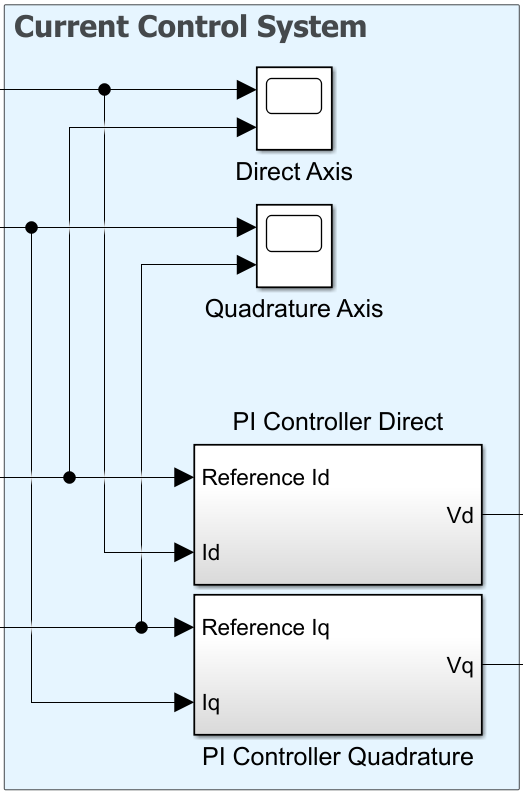 Current Control System
Direct Axis
Quadrature Axis
PI Controller Direct
Reference Id
Vd
Id
Reference Iq
Vq
Iq
PI Controller Quadrature